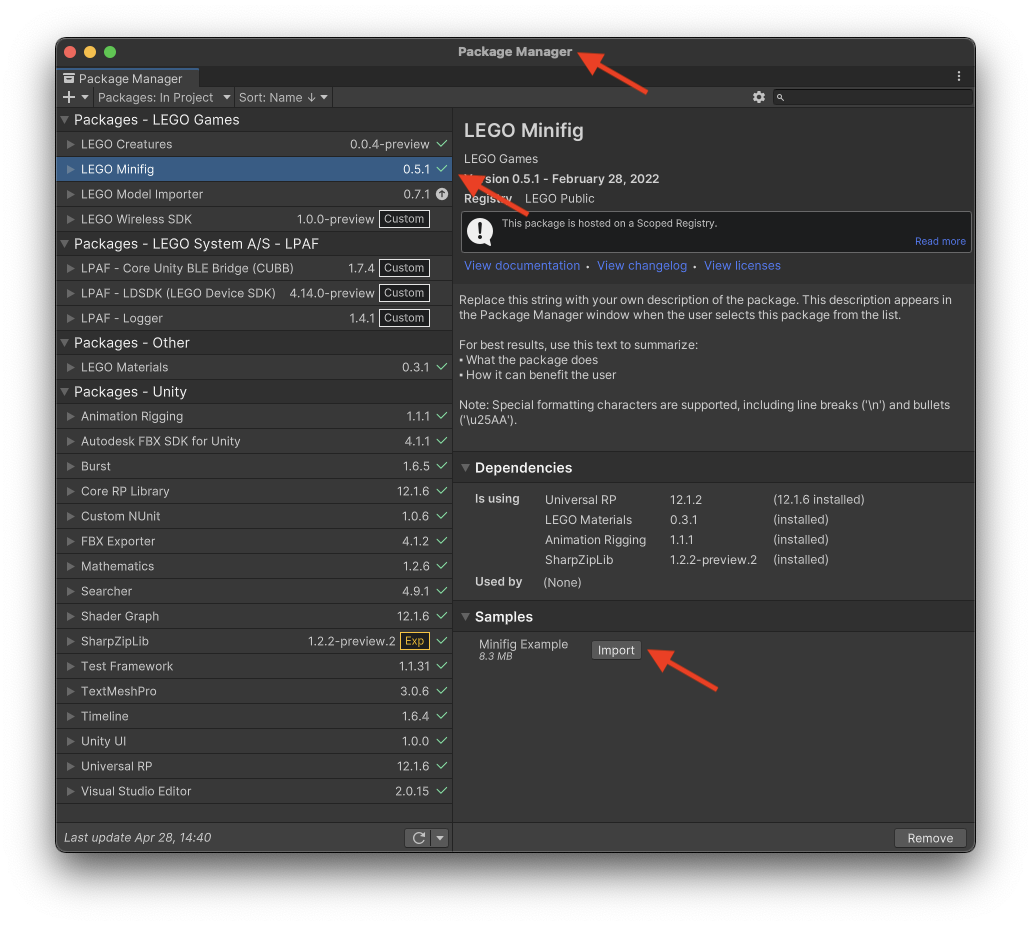 Package Manager
Package Manager
Packages: In Project
Sort: Name ↓
Packages - LEGO Games
LEGO Creatures 0.0.4-preview
LEGO Minifig 0.5.1
LEGO Model Importer 0.7.1
LEGO Wireless SDK 1.0.0-preview Custom
Packages - LEGO System A/S - LPAF
LPAF - Core Unity BLE Bridge (CUBB) 1.7.4 Custom
LPAF - LDSDK (LEGO Device SDK) 4.14.0-preview Custom
LPAF - Logger 1.4.1 Custom
Packages - Other
LEGO Materials 0.3.1
Packages - Unity
Animation Rigging 1.1.1
Autodesk FBX SDK for Unity 4.1.1
Burst 1.6.5
Core RP Library 12.1.6
Custom NUnit 1.0.6
FBX Exporter 4.1.2
Mathematics 1.2.6
Searcher 4.9.1
Shader Graph 12.1.6
SharpZipLib 1.2.2-preview.2 Exp
Test Framework 1.1.31
TextMeshPro 3.0.6
Timeline 1.6.4
Unity UI 1.0.0
Universal RP 12.1.6
Visual Studio Editor 2.0.15
Last update Apr 28, 14:40
LEGO Minifig
LEGO Games
Version 0.5.1 - February 28, 2022
Registry LEGO Public
This package is hosted on a Scoped Registry.
Read more
View documentation • View changelog • View licenses
Replace this string with your own description of the package. This description appears in
the Package Manager window when the user selects this package from the list.
For best results, use this text to summarize:
• What the package does
• How it can benefit the user
Note: Special formatting characters are supported, including line breaks ('\n') and bullets
('\u25AA').
Dependencies
Is using Universal RP 12.1.2 (12.1.6 installed)
LEGO Materials 0.3.1 (installed)
Animation Rigging 1.1.1 (installed)
SharpZipLib 1.2.2-preview.2 (installed)
Used by (None)
Samples
Minifig Example
8.3 MB
Import
Remove